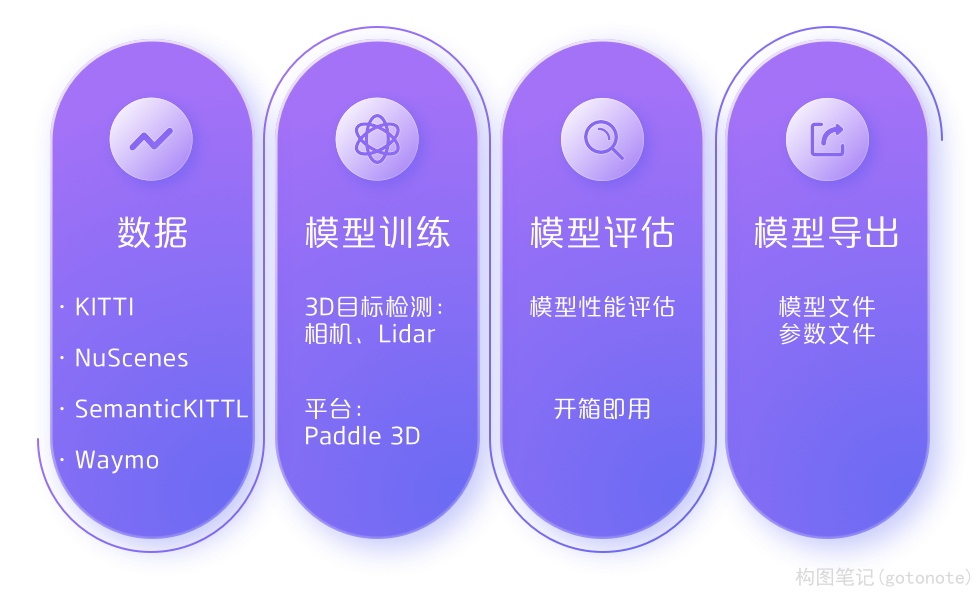 数据
· KITTI
· NuScenes
· SemanticKITTL
· Waymo
模型训练
3D目标检测：
相机、Lidar
平台：
Paddle 3D
模型评估
模型性能评估
开箱即用
模型导出
模型文件
参数文件
构图笔记(gotonote)